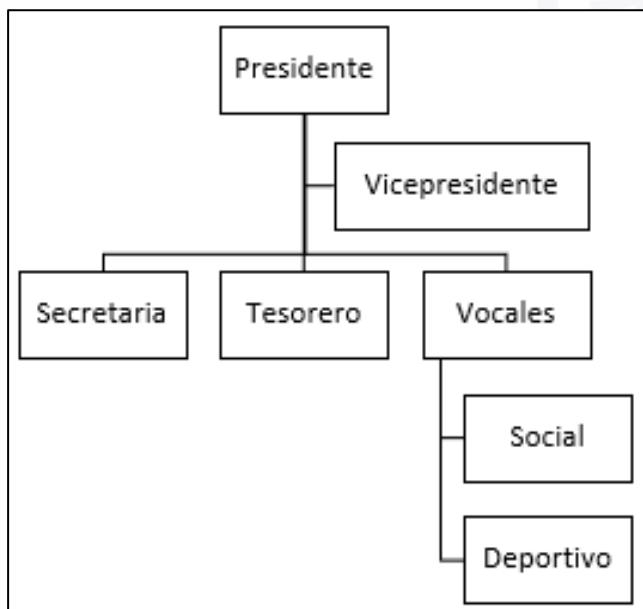 Presidente
Vicepresidente
Secretaria
Tesorero
Vocales
Social
Deportivo